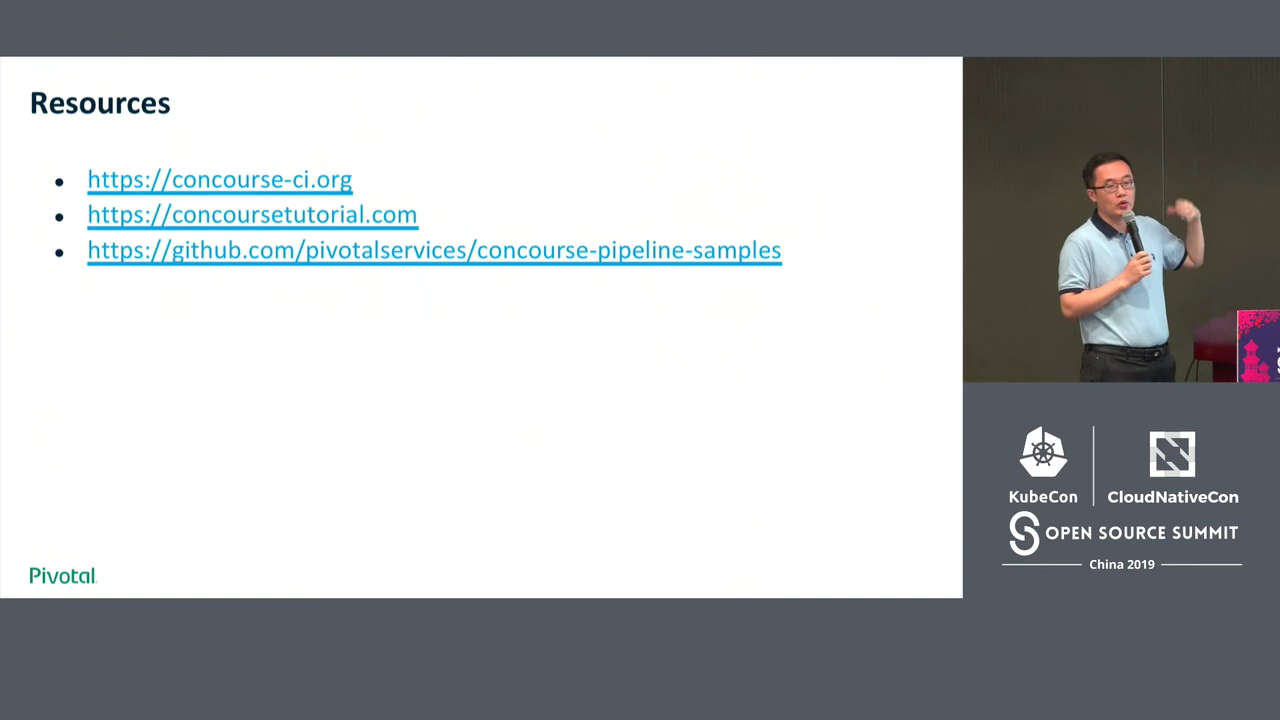 Resources
https://concourse-ci.org
https://concoursetutorial.com
https://github.com/pivotalservices/concourse-pipeline-samples
Pivotal
KubeCon
CloudNativeCon
OPEN SOURCE SUMMIT
China 2019